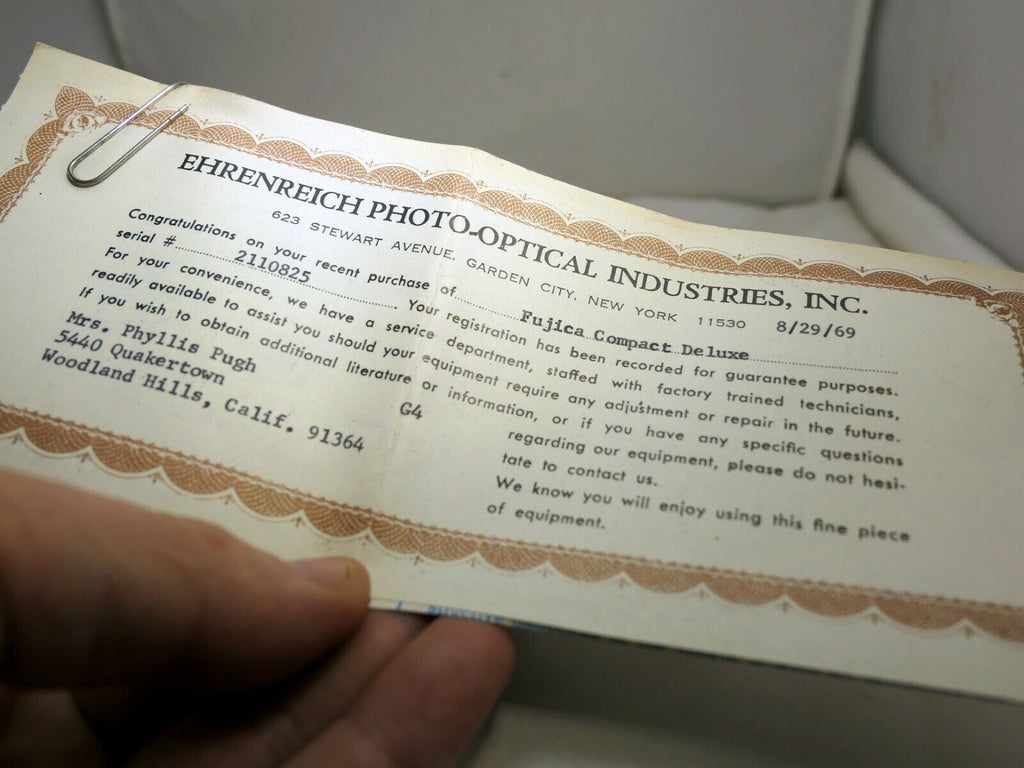 EHRENREICH PHOTO-OPTICAL INDUSTRIES, INC.
623 STEWART AVENUE, GARDEN CITY, NEW YORK 11530 8/29/69
Congratulations on your recent purchase of Fujica Compact Deluxe
serial # 2110825 Your registration has been recorded for guarantee purposes.
For your convenience, we have a service department, staffed with factory trained technicians,
readily available to assist you should your equipment require any adjustment or repair in the future.
If you wish to obtain additional literature or information, or if you have any specific questions
regarding our equipment, please do not hesi-
tate to contact us.
We know you will enjoy using this fine piece
of equipment.
Mrs. Phyllis Pugh
5440 Quakertown G4
Woodland Hills, Calif. 91364